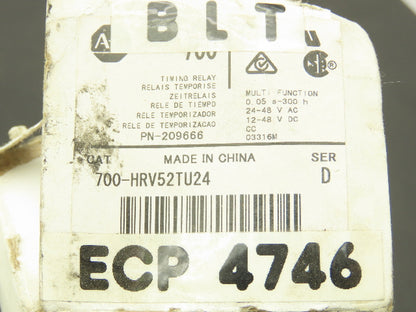 BLT
A
700
TIMING RELAY
RELAIS TEMPORISE
ZEITRELAIS
RELE DE TIEMPO
RELE TEMPORIZADOR
RELE DE TEMPORIZACAO
PN-209666
MULTI FUNCTION
0.05 s-300 h
24-48 V AC
12-48 V DC
CC
03316M
CAT
MADE IN CHINA
SER
700-HRV52TU24
D
ECP 4746